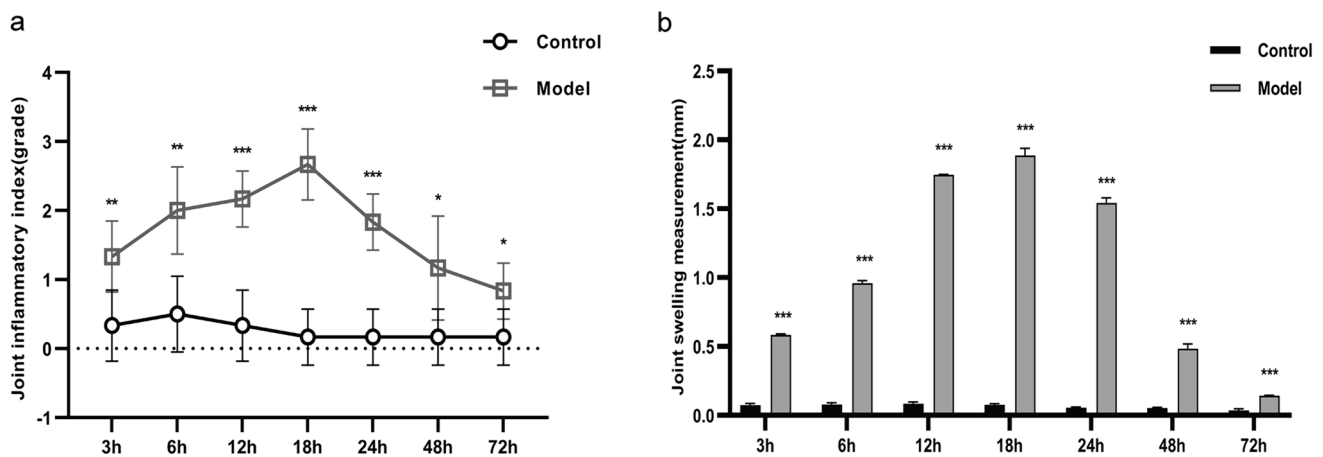 a
Control
Model
Joint inflammatory index(grade)
4
3
2
1
0
-1
**
**
***
***
***
*
*
3h 6h 12h 18h 24h 48h 72h
b
Control
Model
Joint swelling measurement(mm)
2.5
2.0
1.5
1.0
0.5
0.0
***
***
***
***
***
***
***
3h 6h 12h 18h 24h 48h 72h